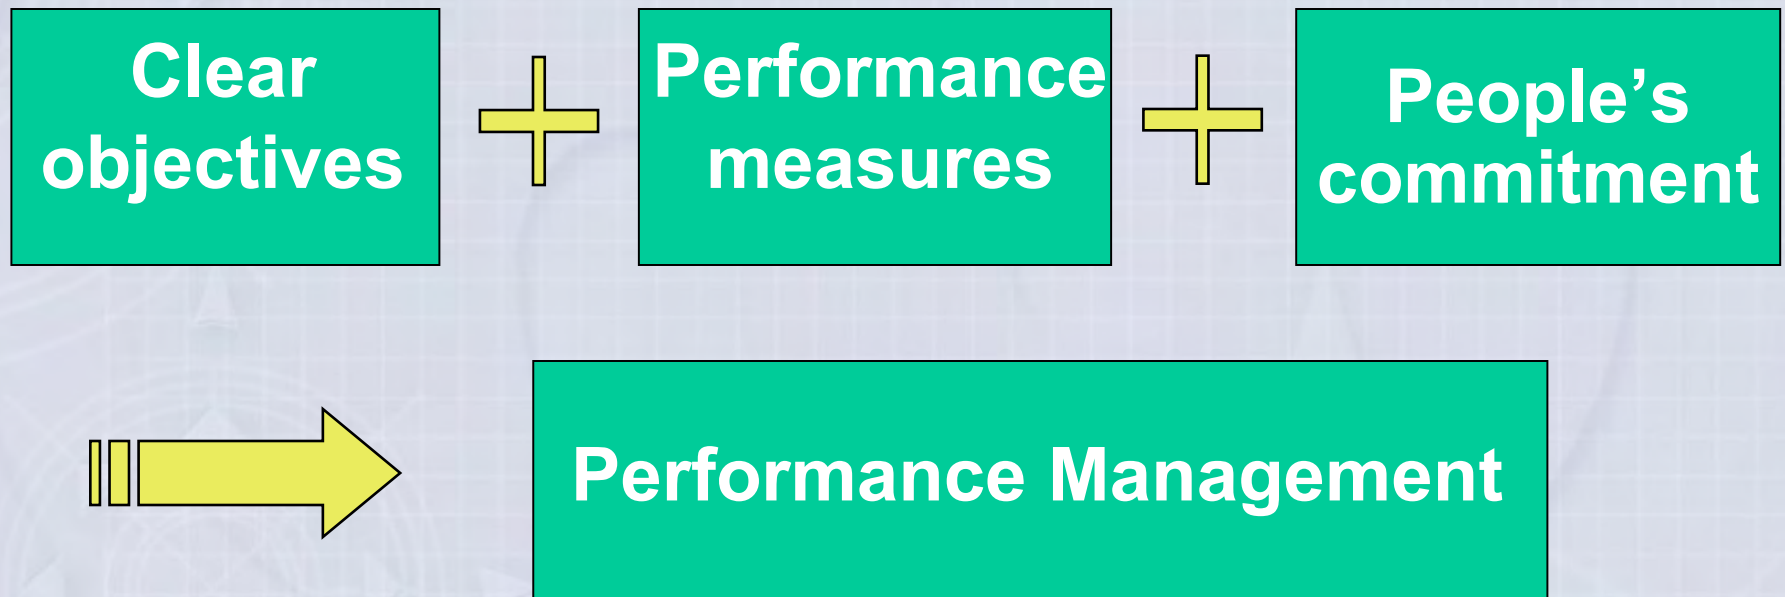 Clear
objectives
Performance
measures
People’s
commitment
Performance Management